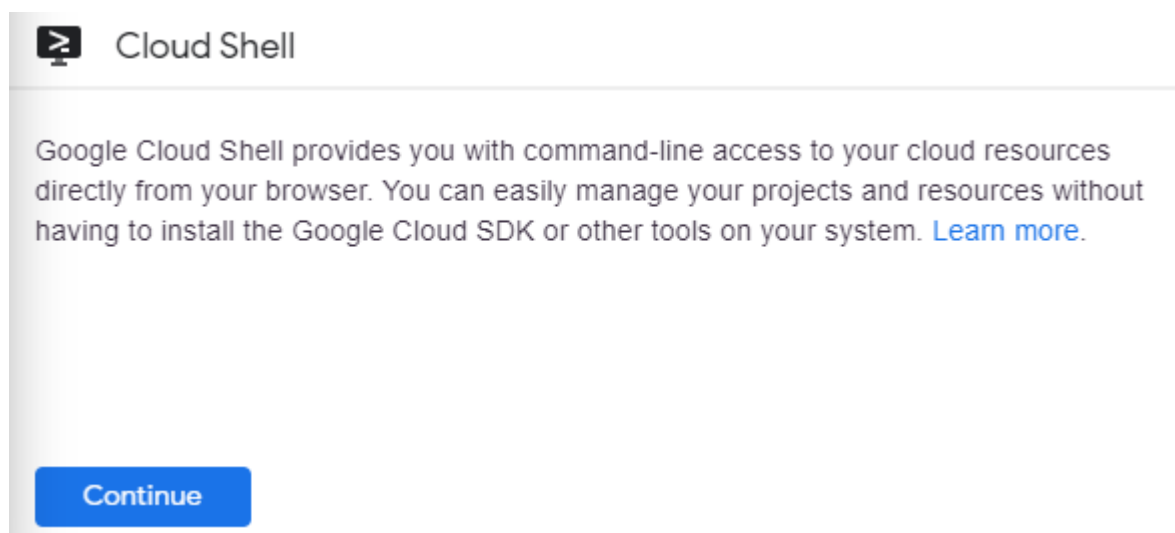 Cloud Shell
Google Cloud Shell provides you with command-line access to your cloud resources
directly from your browser. You can easily manage your projects and resources without
having to install the Google Cloud SDK or other tools on your system. Learn more.
Continue